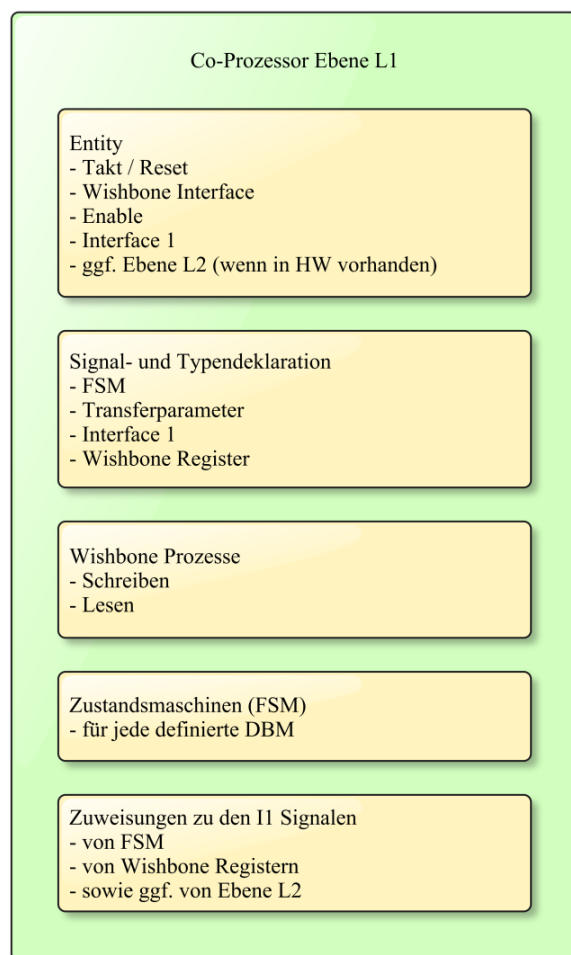 Co-Prozessor Ebene L1
Entity
- Takt / Reset
- Wishbone Interface
- Enable
- Interface 1
- ggf. Ebene L2 (wenn in HW vorhanden)
Signal- und Typendeklaration
- FSM
- Transferparameter
- Interface 1
- Wishbone Register
Wishbone Prozesse
- Schreiben
- Lesen
Zustandsmaschinen (FSM)
- für jede definierte DBM
Zuweisungen zu den I1 Signalen
- von FSM
- von Wishbone Registern
- sowie ggf. von Ebene L2